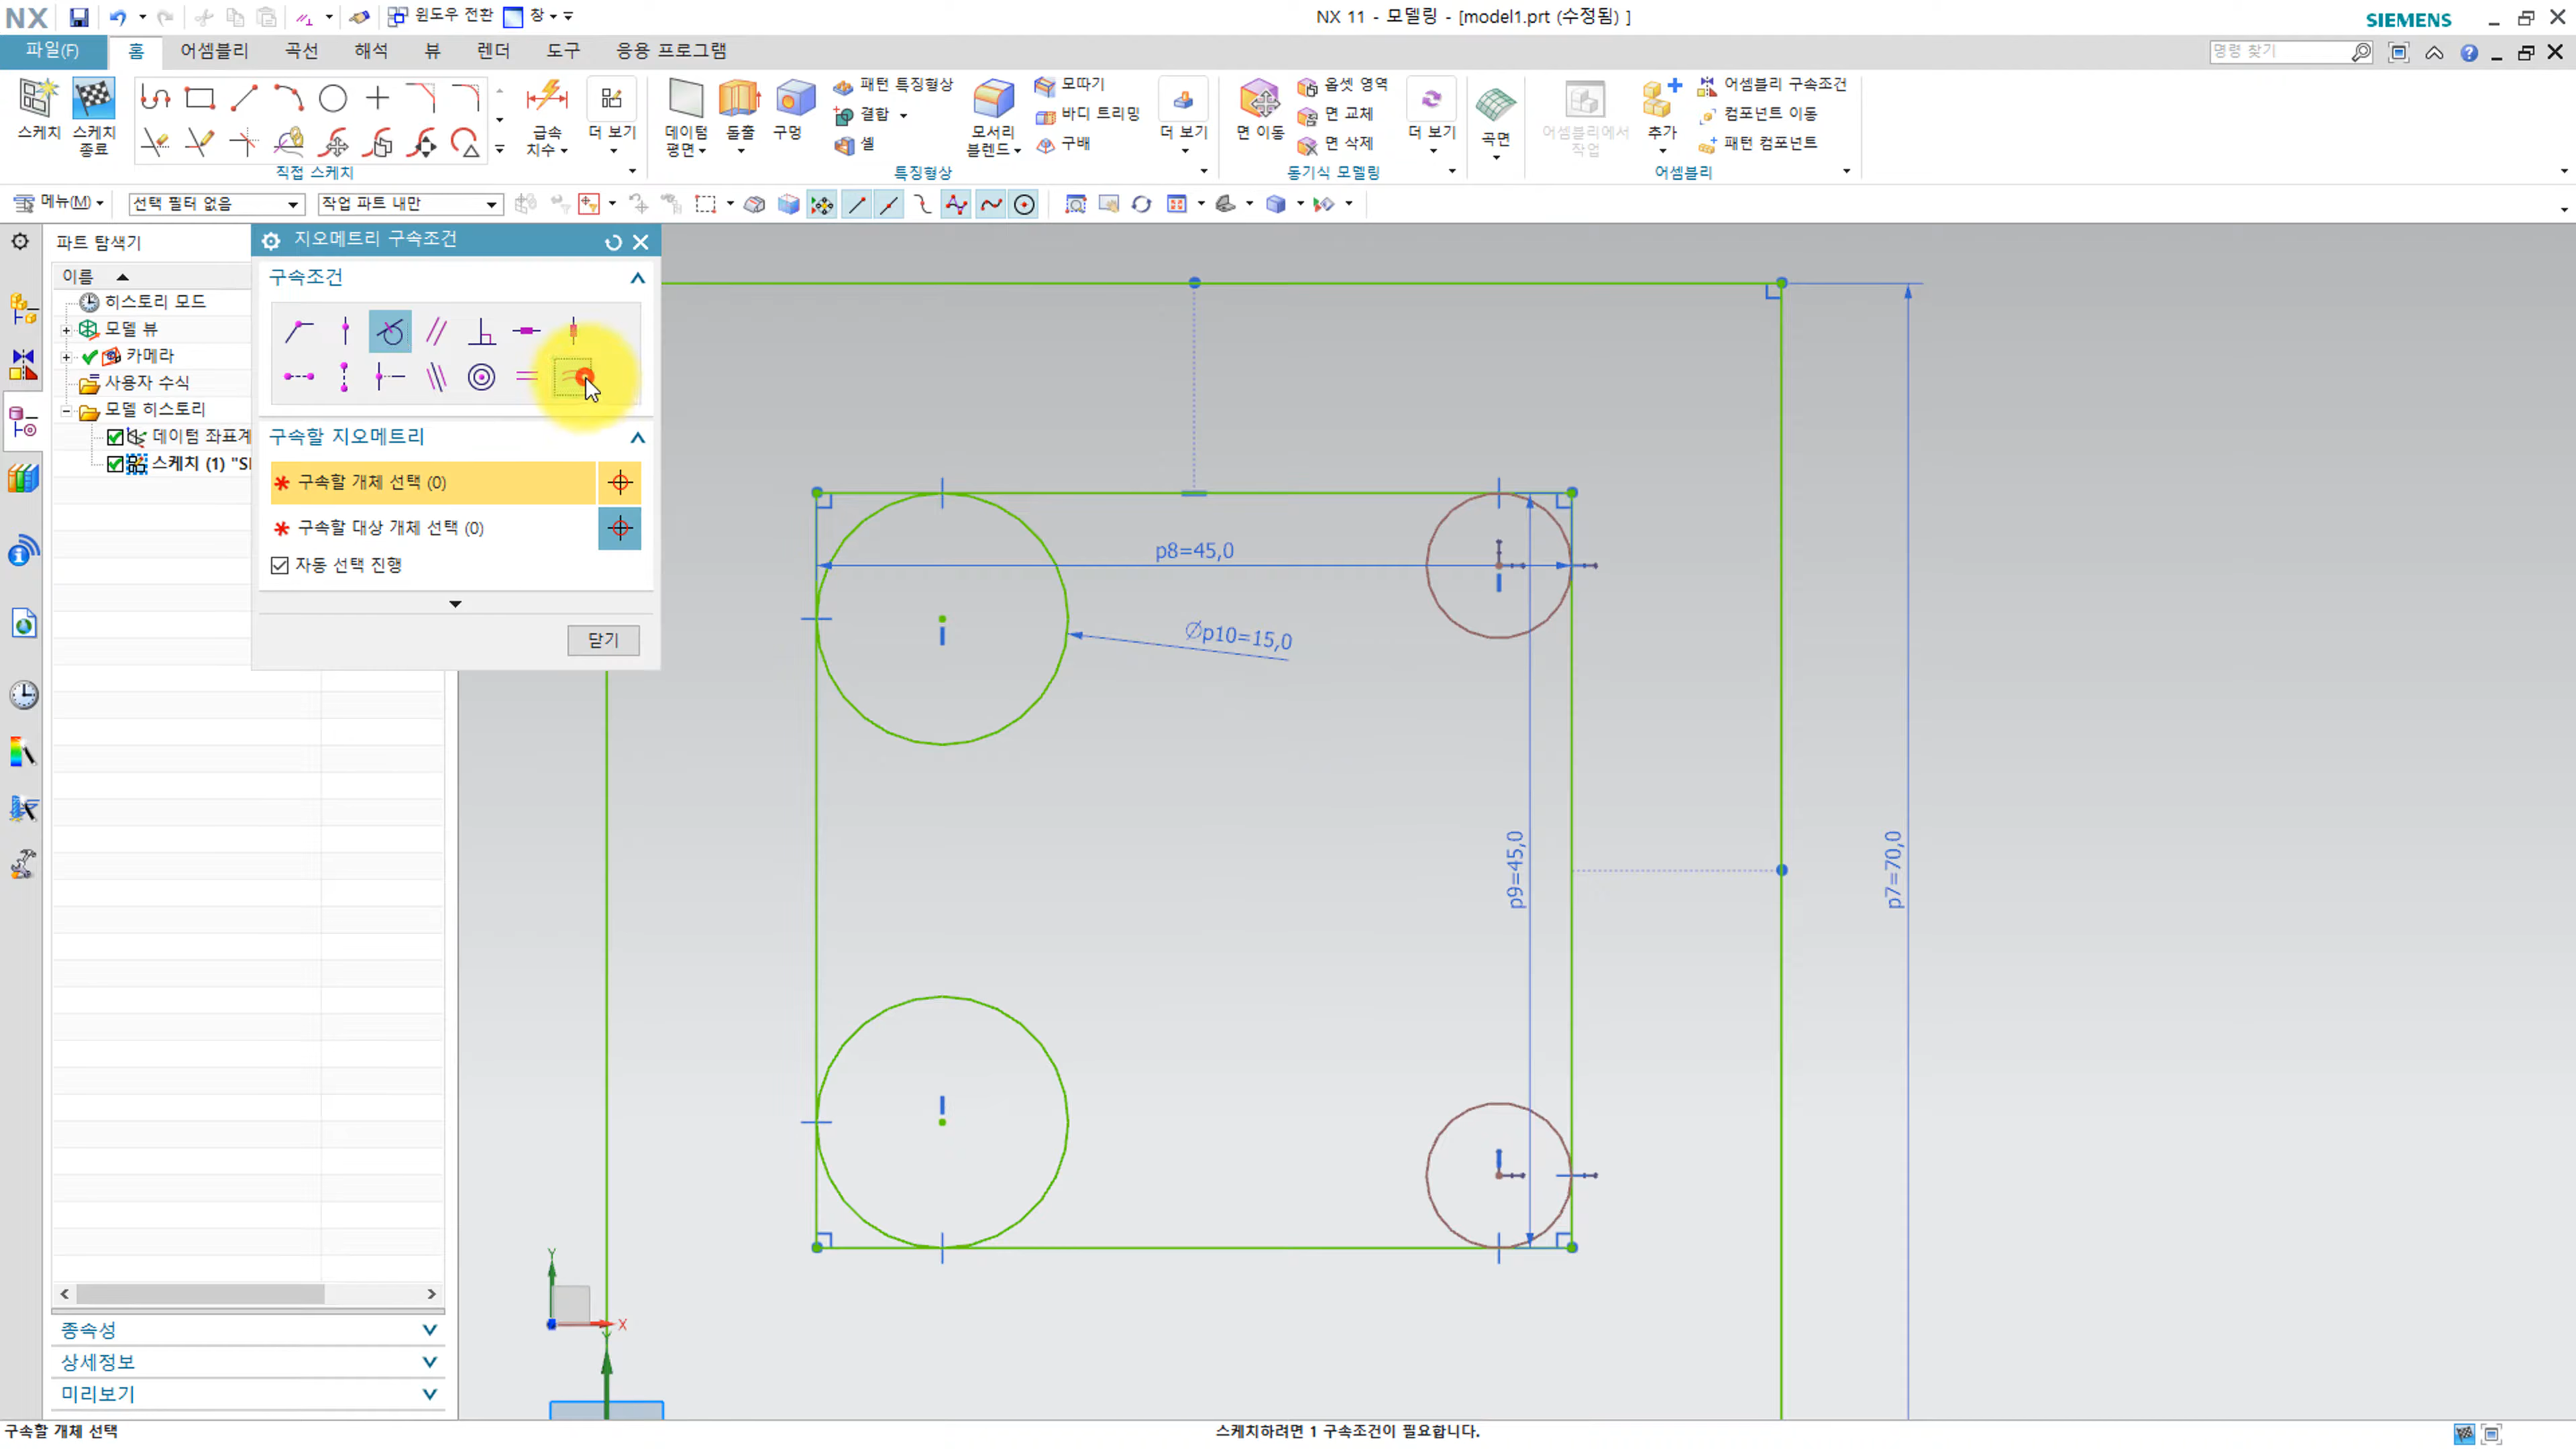 NX
윈도우 전환
창
NX 11 - 모델링 - [model1.prt (수정됨) ]
SIEMENS
파일(F)
홈
어셈블리
곡선
해석
뷰
렌더
도구
응용 프로그램
명령 찾기
스케치
스케치
종료
급속
치수
더 보기
직접 스케치
데이텀
평면
돌출
구멍
패턴 특징형상
결합
셸
모서리
블렌드
모따기
바디 트리밍
구배
더 보기
특징형상
면 이동
옵셋 영역
면 교체
면 삭제
더 보기
동기식 모델링
곡면
어셈블리에서
작업
추가
어셈블리 구속조건
컴포넌트 이동
패턴 컴포넌트
어셈블리
메뉴(M)
선택 필터 없음
작업 파트 내만
파트 탐색기
이름
히스토리 모드
모델 뷰
카메라
사용자 수식
모델 히스토리
데이텀 좌표계
스케치 (1) "SI
지오메트리 구속조건
구속조건
구속할 지오메트리
구속할 개체 선택 (0)
구속할 대상 개체 선택 (0)
자동 선택 진행
닫기
p8=45,0
∅p10=15,0
p9=45,0
p7=70,0
Y
X
Y
종속성
상세정보
미리보기
구속할 개체 선택
스케치하려면 1 구속조건이 필요합니다.